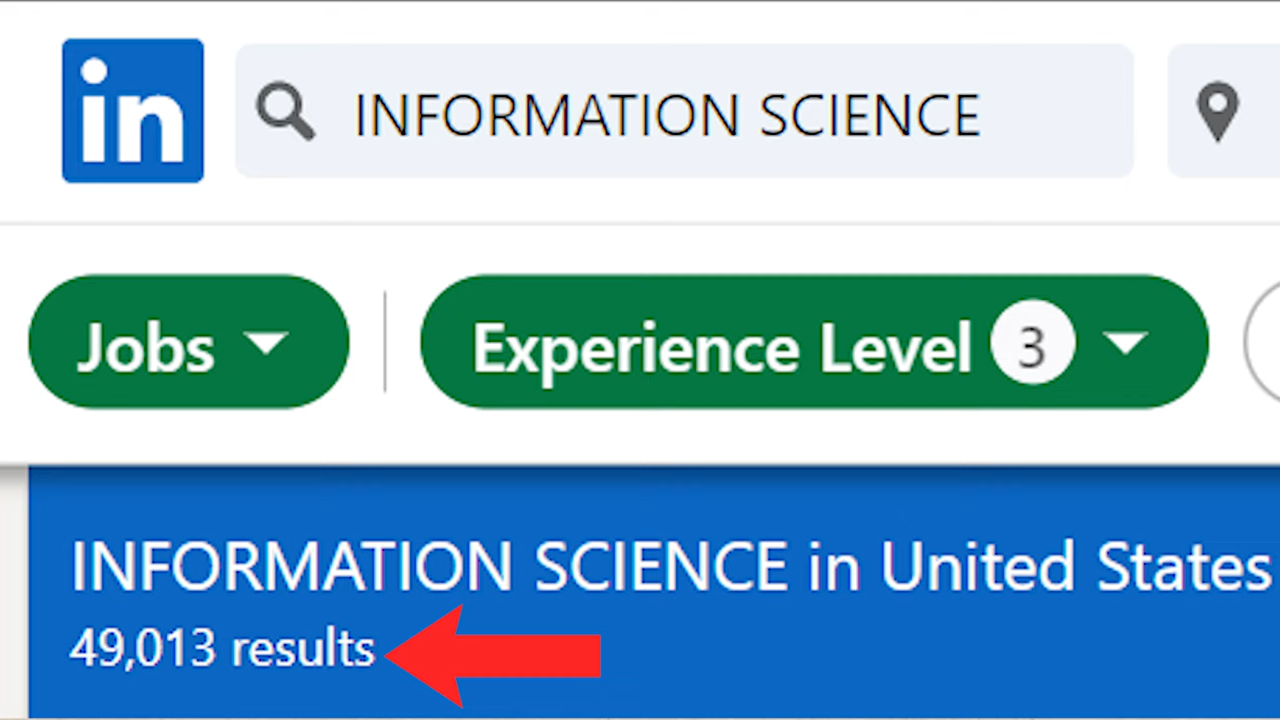 in
INFORMATION SCIENCE
Jobs
Experience Level 3
INFORMATION SCIENCE in United States
49,013 results